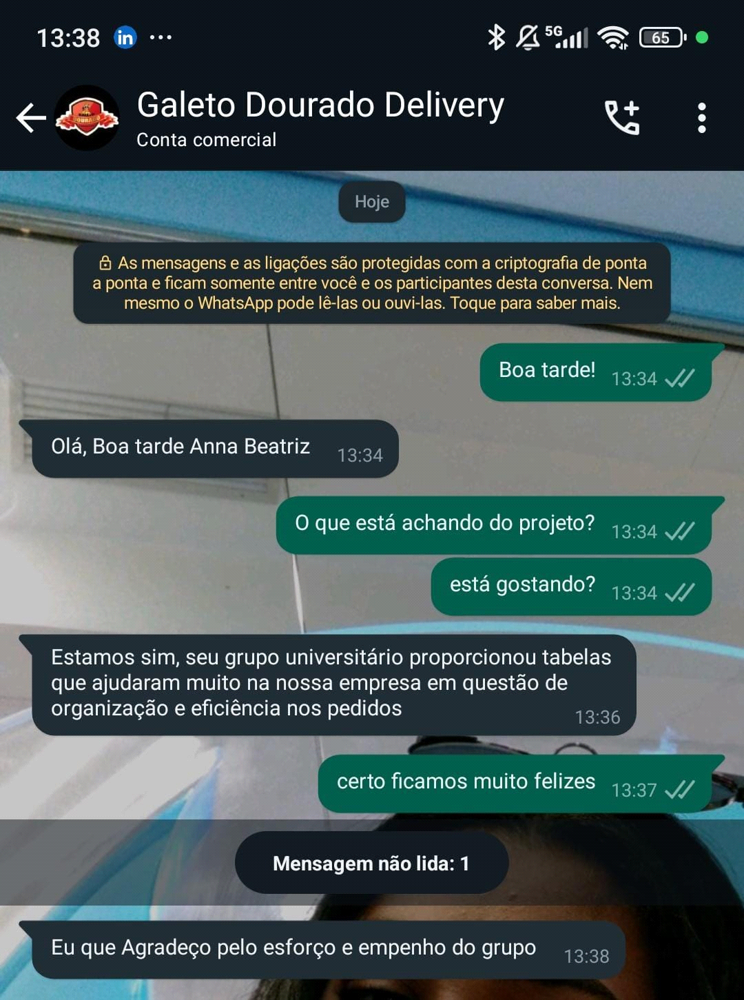 13:38 in ...
5G
65
Galeto Dourado Delivery
Conta comercial
DOURADO
Hoje
As mensagens e as ligações são protegidas com a criptografia de ponta
a ponta e ficam somente entre você e os participantes desta conversa. Nem
mesmo o WhatsApp pode lê-las ou ouvi-las. Toque para saber mais.
Boa tarde! 13:34
Olá, Boa tarde Anna Beatriz 13:34
O que está achando do projeto? 13:34
está gostando? 13:34
Estamos sim, seu grupo universitário proporcionou tabelas
que ajudaram muito na nossa empresa em questão de
organização e eficiência nos pedidos
13:36
certo ficamos muito felizes 13:37
Mensagem não lida: 1
Eu que Agradeço pelo esforço e empenho do grupo 13:38